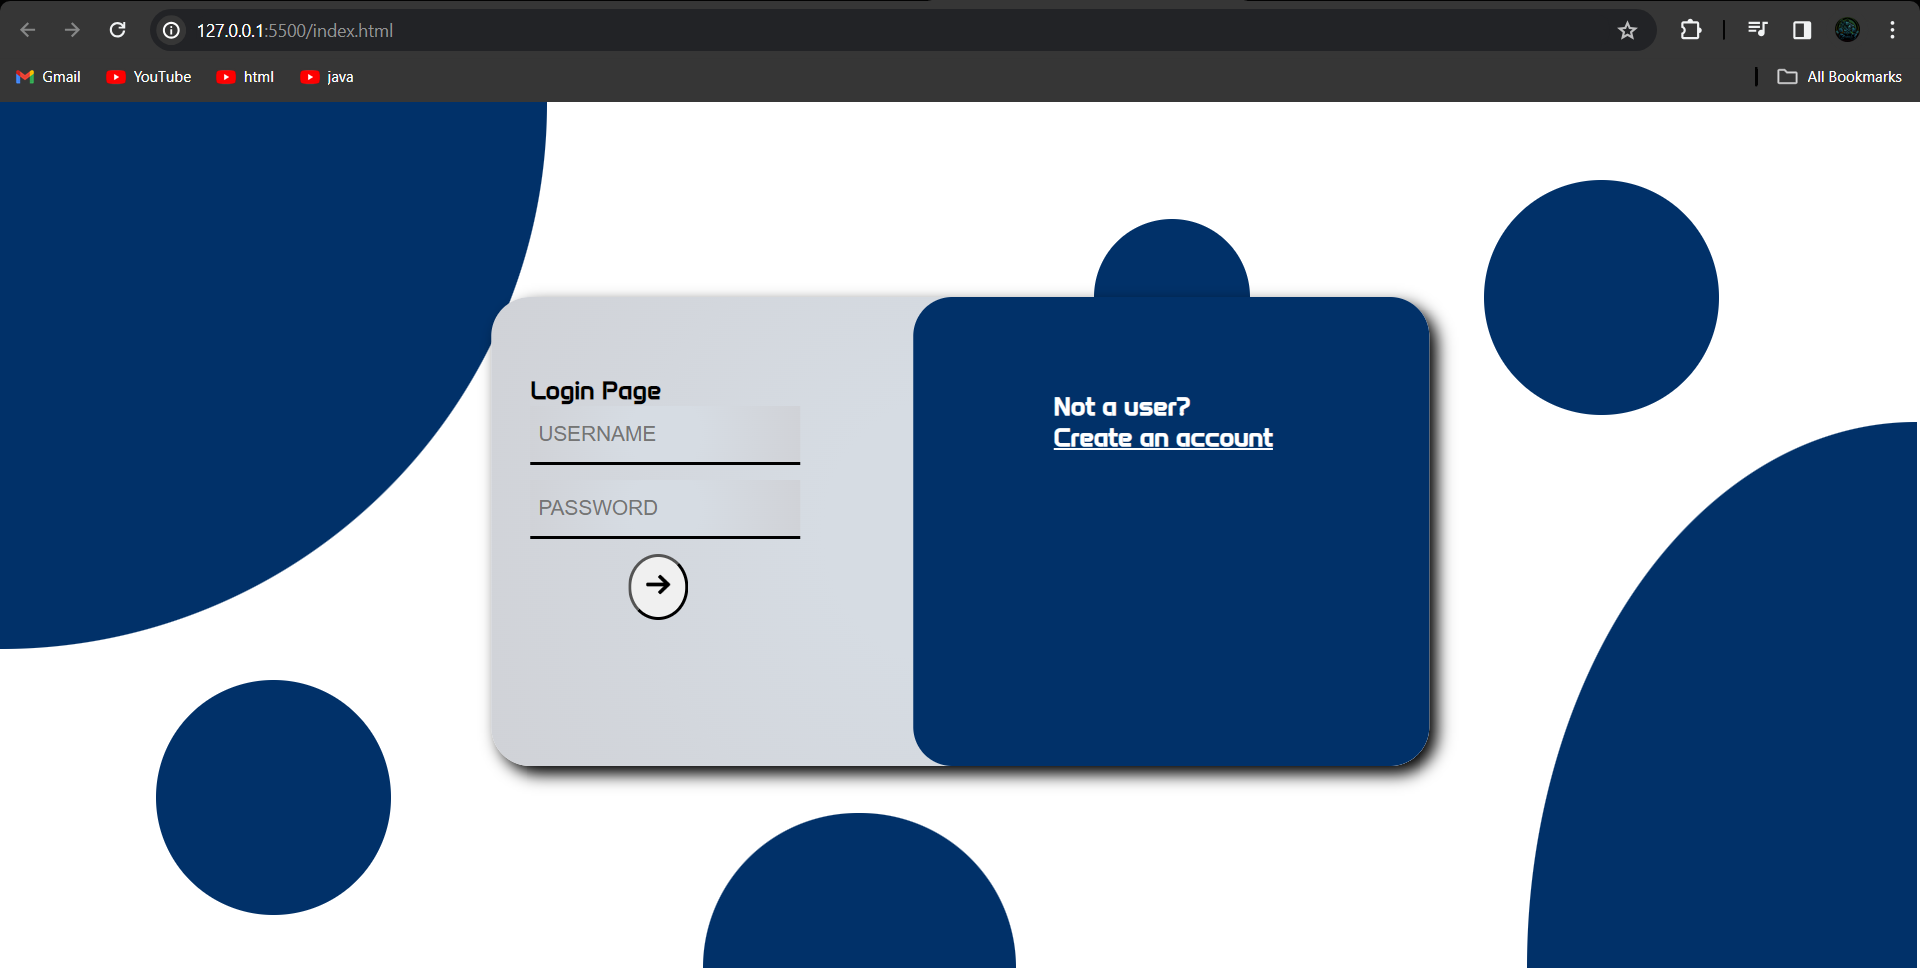 127.0.0.1:5500/index.html
Gmail YouTube html java All Bookmarks
Login Page
USERNAME
PASSWORD
Not a user?
Create an account